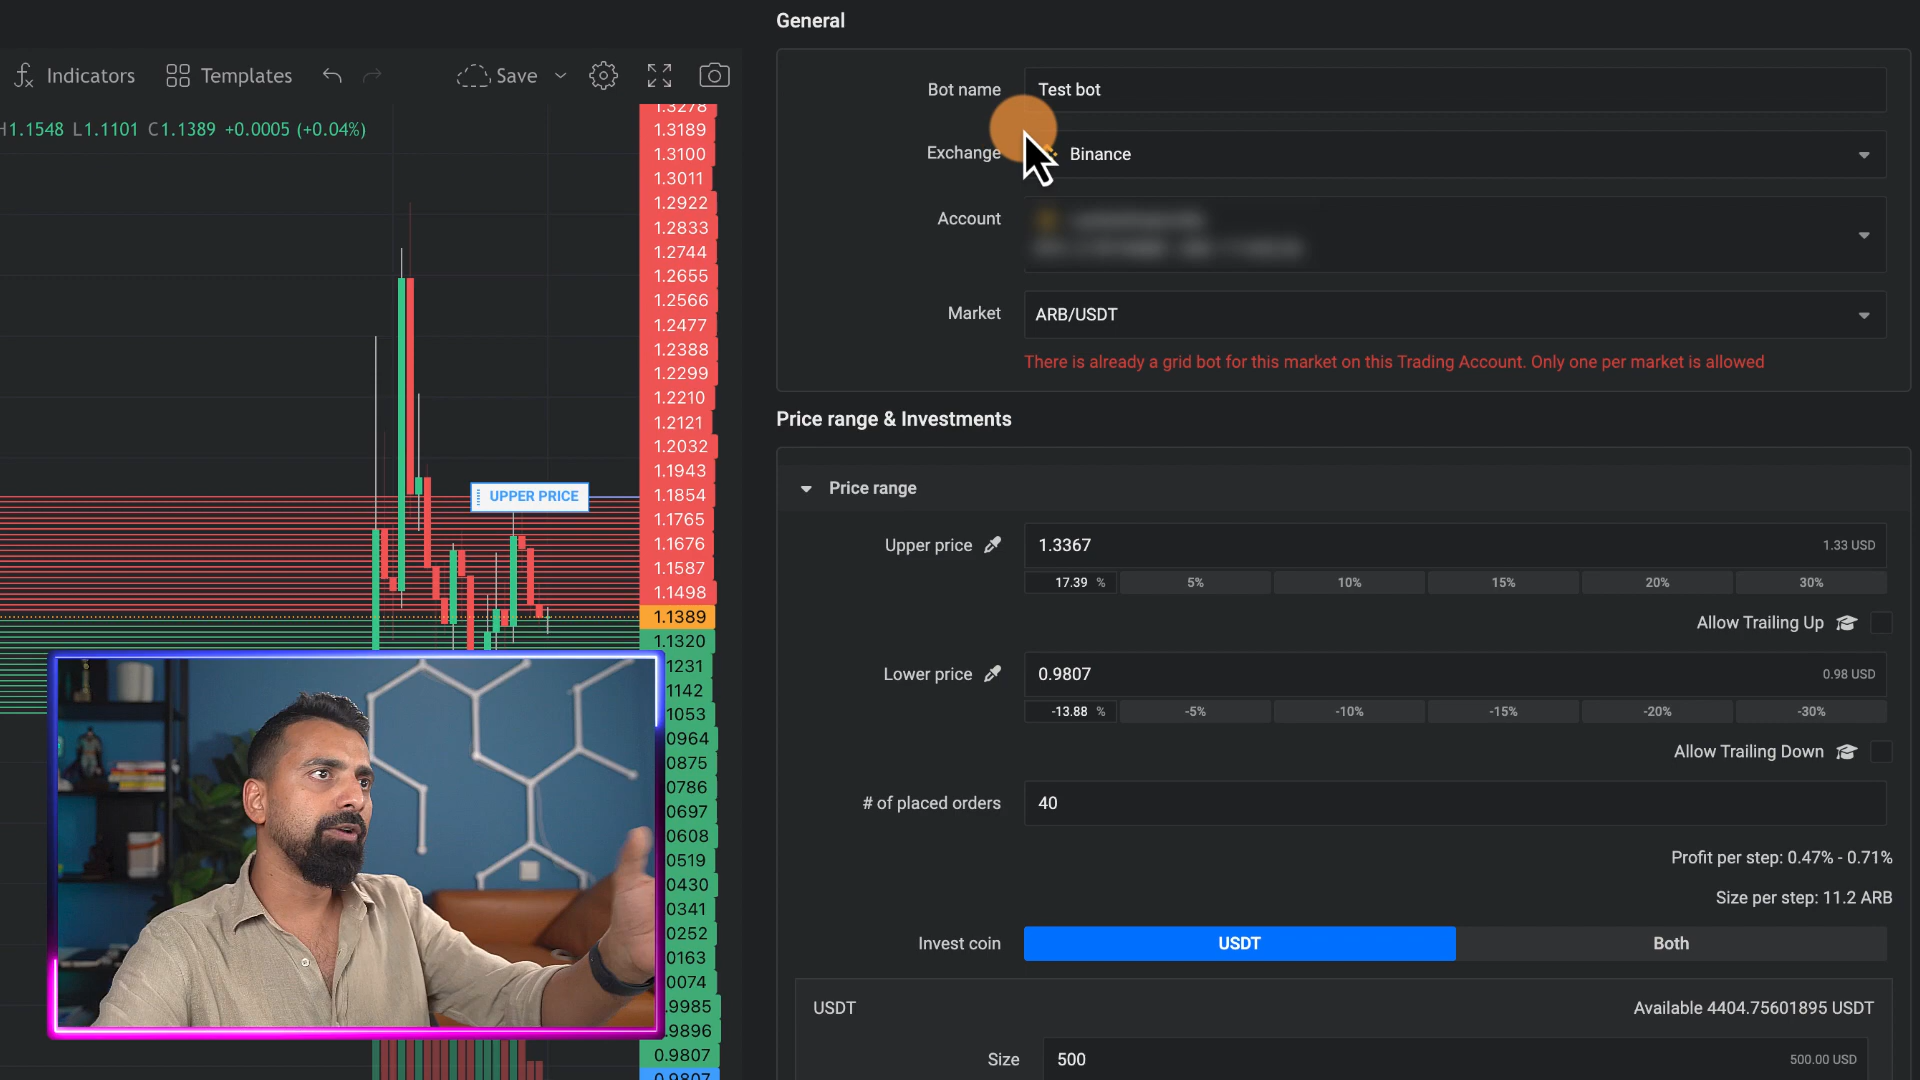 General
Indicators
Templates
Save
Bot name
Test bot
H1.1548 L1.1101 C1.1389 +0.0005 (+0.04%)
Exchange
Binance
Account
Market
ARB/USDT
There is already a grid bot for this market on this Trading Account. Only one per market is allowed
Price range & Investments
Price range
UPPER PRICE
Upper price
1.3367
1.33 USD
17.39 %
5%
10%
15%
20%
30%
Allow Trailing Up
Lower price
0.9807
0.98 USD
-13.88 %
-5%
-10%
-15%
-20%
-30%
Allow Trailing Down
# of placed orders
40
Profit per step: 0.47% - 0.71%
Size per step: 11.2 ARB
Invest coin
USDT
Both
USDT
Available 4404.75601895 USDT
Size
500
500.00 USD
1.3278
1.3189
1.3100
1.3011
1.2922
1.2833
1.2744
1.2655
1.2566
1.2477
1.2388
1.2299
1.2210
1.2121
1.2032
1.1943
1.1854
1.1765
1.1676
1.1587
1.1498
1.1389
1.1320
1231
1142
1053
0964
0875
0786
0697
0608
0519
0430
0341
0252
0163
0074
.9985
.9896
0.9807
0.9807